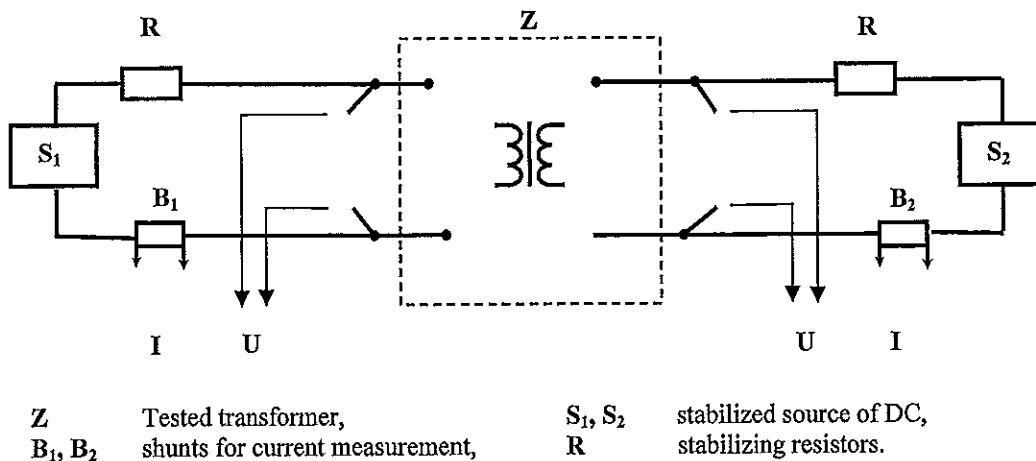 Z
R R
S₁ S₂
B₁ B₂
I U U I
Z Tested transformer, S₁, S₂ stabilized source of DC,
B₁, B₂ shunts for current measurement, R stabilizing resistors.